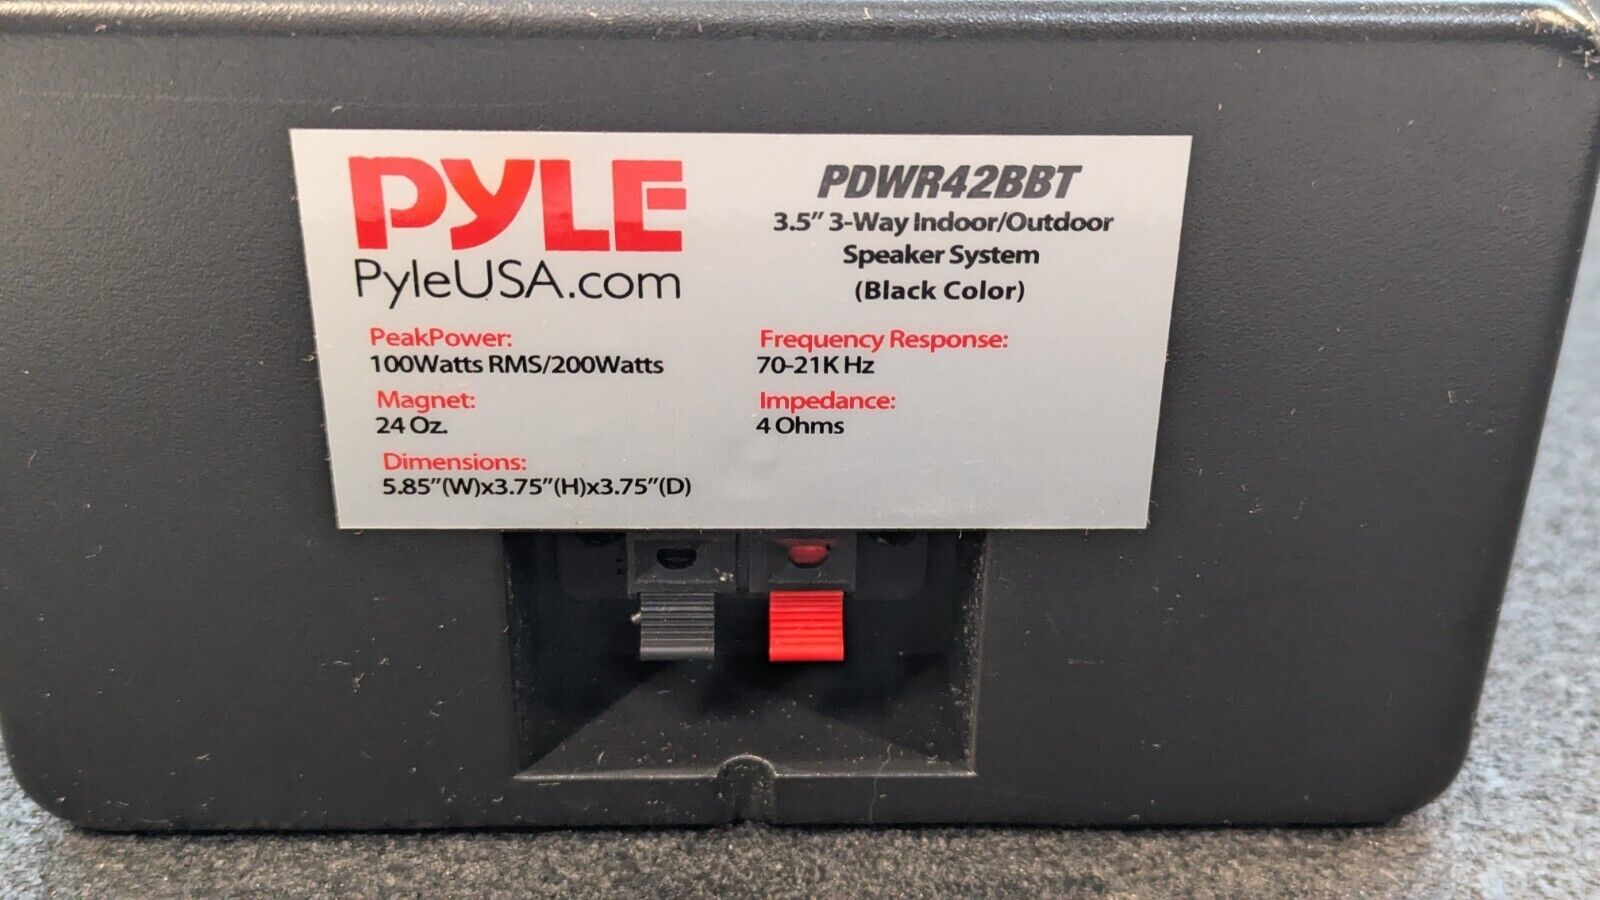 PYLE
PyleUSA.com
PDWR42BBT
3.5" 3-Way Indoor/Outdoor
Speaker System
(Black Color)
PeakPower:
100Watts RMS/200Watts
Magnet:
24 Oz.
Dimensions:
5.85"(W)x3.75"(H)x3.75"(D)
Frequency Response:
70-21K Hz
Impedance:
4 Ohms